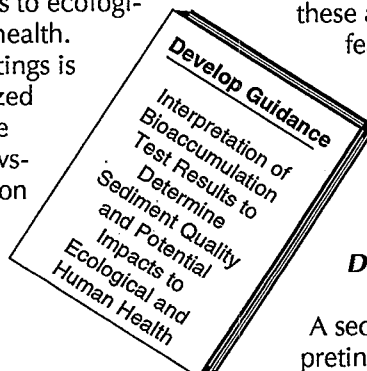 s to ecologi-
health.
tings is
zed
e
ws-
on
Develop Guidance
Interpretation of
Bioaccumulation
Test Results to
Determine
Sediment Quality
and Potential
Impacts to
Ecological and
Human Health
these a
fe
D
A sec
pretin